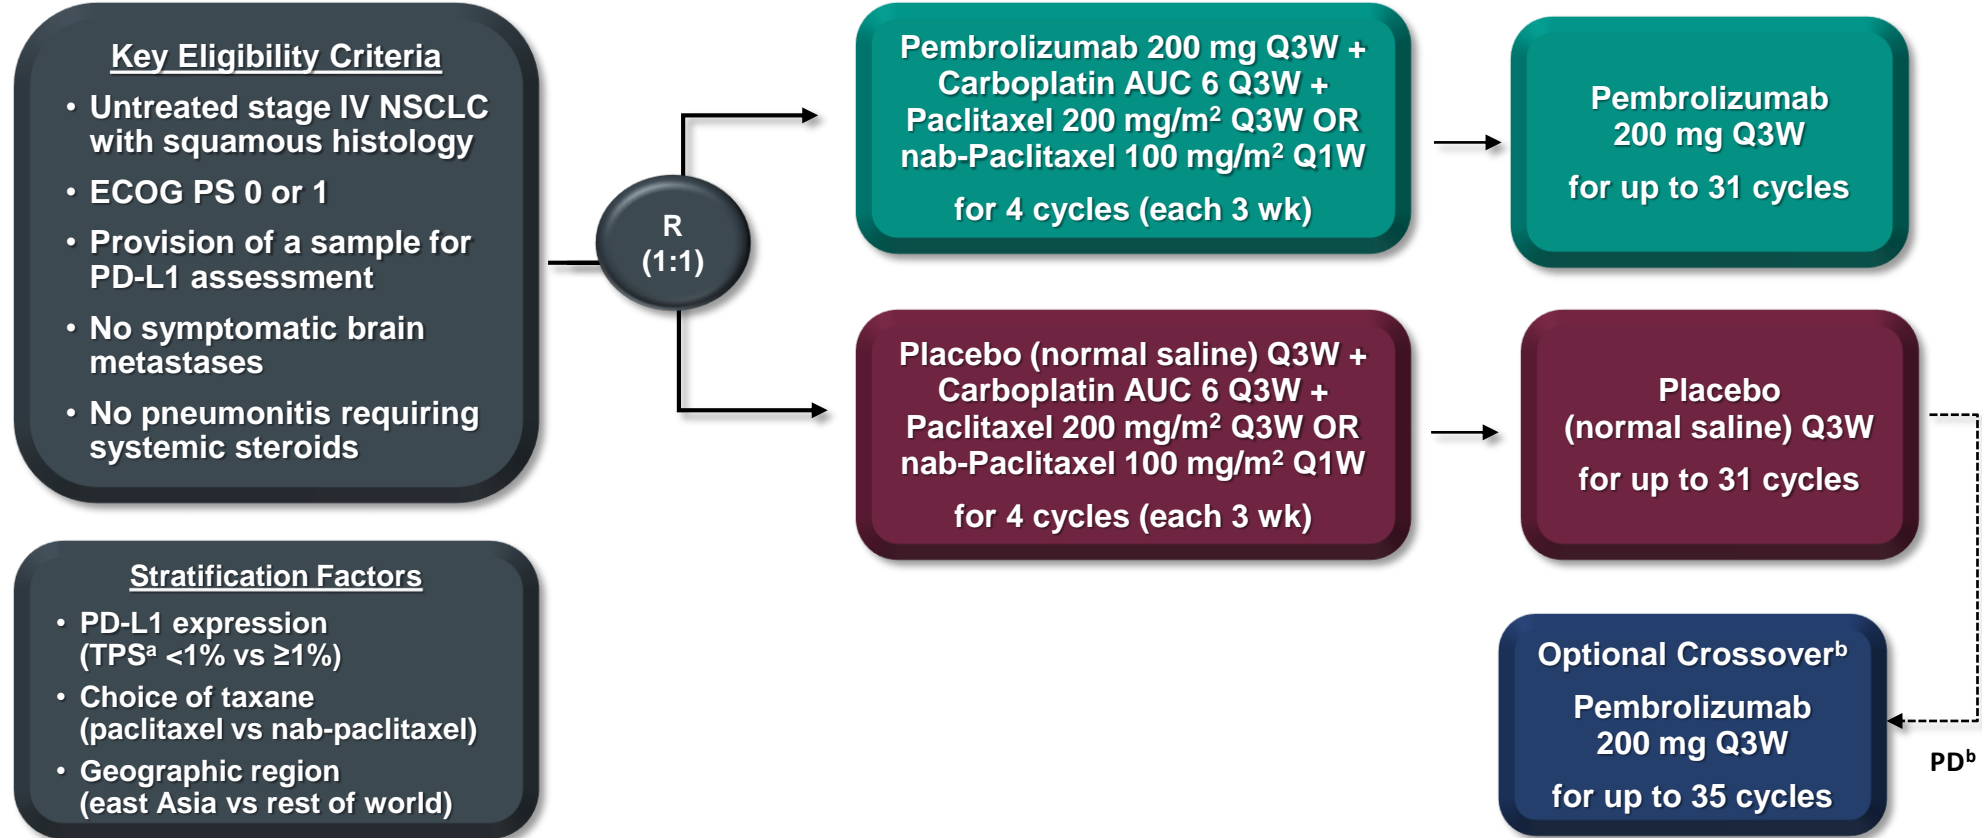 Key Eligibility Criteria
• Untreated stage IV NSCLC
with squamous histology
• ECOG PS 0 or 1
• Provision of a sample for
PD-L1 assessment
• No symptomatic brain
metastases
• No pneumonitis requiring
systemic steroids
Stratification Factors
• PD-L1 expression
(TPSᵃ <1% vs ≥1%)
• Choice of taxane
(paclitaxel vs nab-paclitaxel)
• Geographic region
(east Asia vs rest of world)
R
(1:1)
Pembrolizumab 200 mg Q3W +
Carboplatin AUC 6 Q3W +
Paclitaxel 200 mg/m² Q3W OR
nab-Paclitaxel 100 mg/m² Q1W
for 4 cycles (each 3 wk)
Pembrolizumab
200 mg Q3W
for up to 31 cycles
Placebo (normal saline) Q3W +
Carboplatin AUC 6 Q3W +
Paclitaxel 200 mg/m² Q3W OR
nab-Paclitaxel 100 mg/m² Q1W
for 4 cycles (each 3 wk)
Placebo
(normal saline) Q3W
for up to 31 cycles
Optional Crossoverᵇ
Pembrolizumab
200 mg Q3W
for up to 35 cycles
PDᵇ